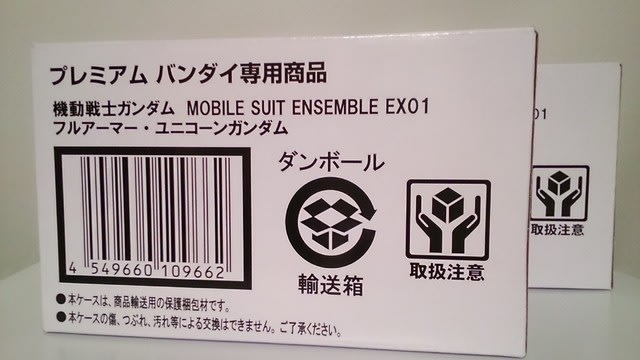 プレミアム バンダイ専用商品
機動戦士ガンダム MOBILE SUIT ENSEMBLE EX01
フルアーマー・ユニコーンガンダム
ダンボール
輸送箱
取扱注意
4 549660 109662
●本ケースは、商品輸送用の保護梱包材です。
●本ケースの傷、つぶれ、汚れ等による交換はできません。ご了承ください。
01
取扱注意